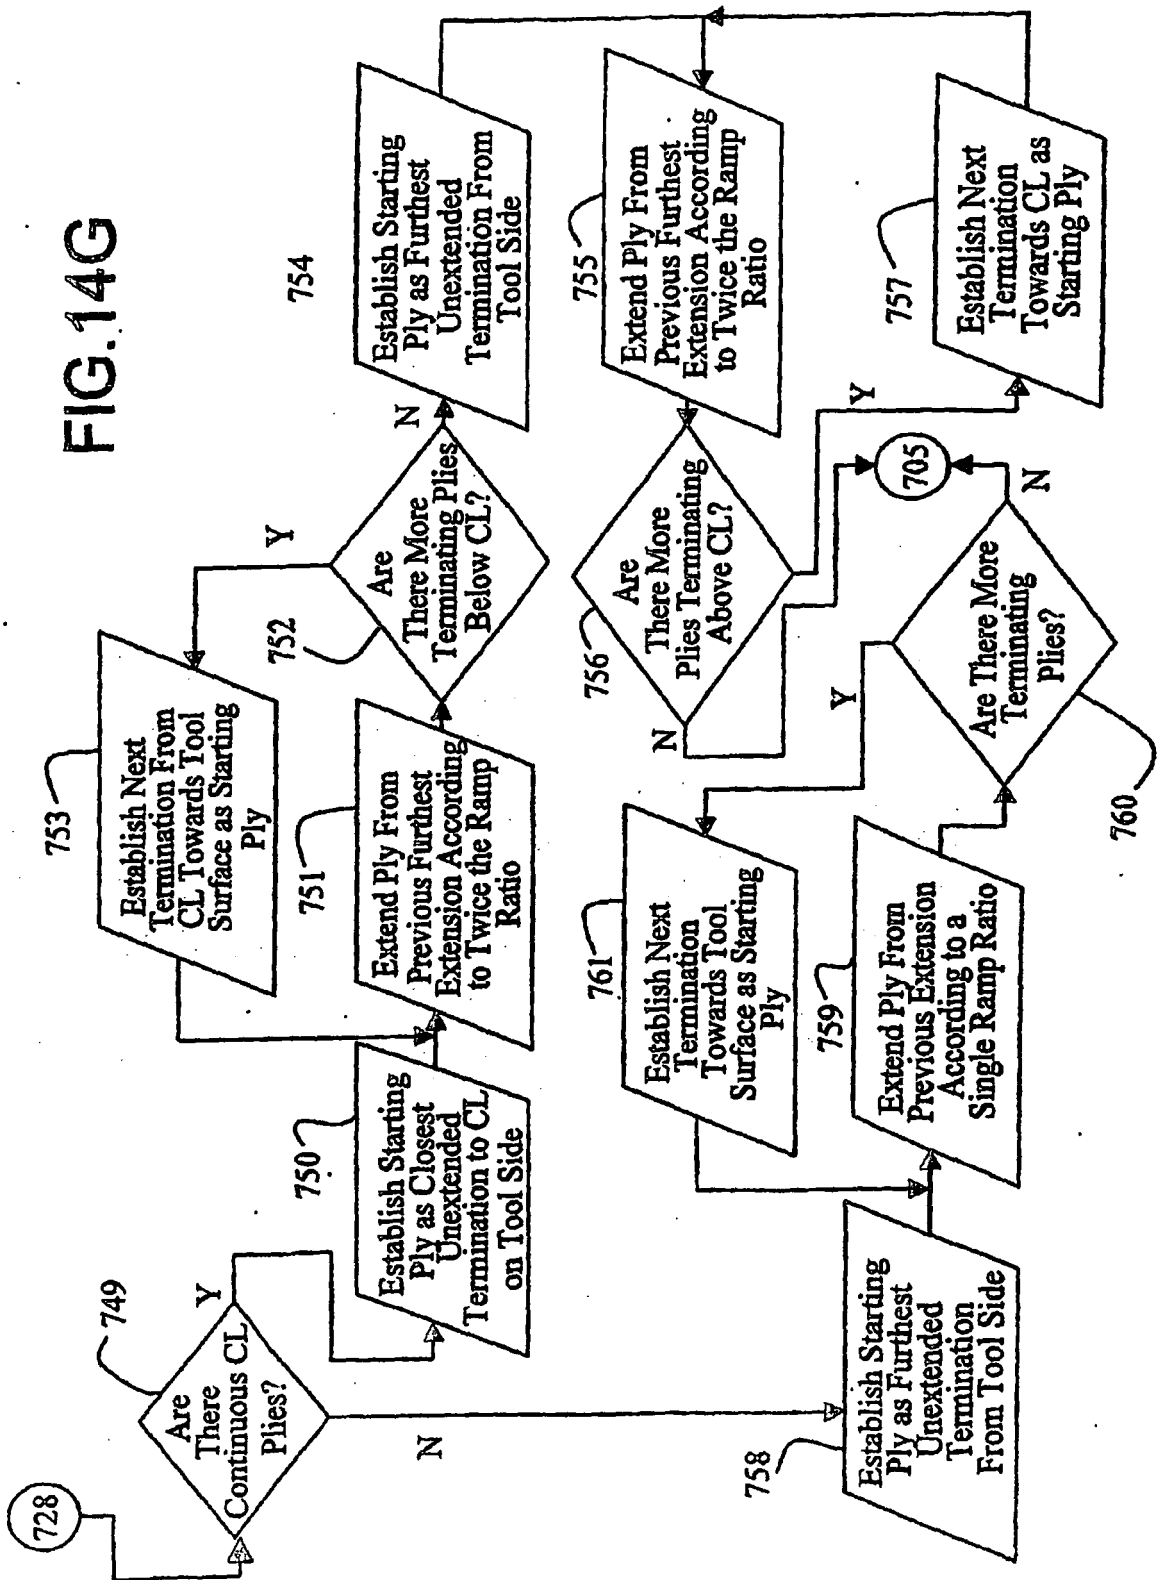 FIG.14G
728
749
Are
There
Continuous CL
Plies?
Y
N
750
Establish Starting
Ply as Closest
Unextended
Termination to CL
on Tool Side
753
Establish Next
Termination From
CL Towards Tool
Surface as Starting
Ply
751
Extend Ply From
Previous Furthest
Extension According
to Twice the Ramp
Ratio
752
Are
There More
Terminating Plies
Below CL?
Y
N
754
Establish Starting
Ply as Furthest
Unextended
Termination From
Tool Side
755
Extend Ply From
Previous Furthest
Extension According
to Twice the Ramp
Ratio
756
Are
There More
Plies Terminating
Above CL?
N
Y
757
Establish Next
Termination
Towards CL as
Starting Ply
705
758
Establish Starting
Ply as Furthest
Unextended
Termination
From Tool Side
761
Establish Next
Termination
Towards Tool
Surface as Starting
Ply
759
Extend Ply From
Previous Extension
According to a
Single Ramp Ratio
760
Are There More
Terminating
Plies?
Y
N